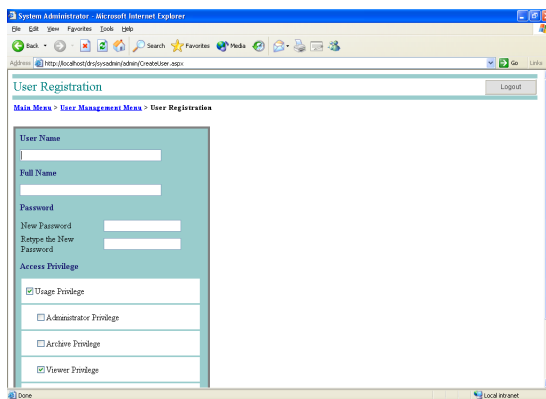 System Administrator - Microsoft Internet Explorer
File Edit View Favorites Tools Help
Back Search Favorites Media
Address http://localhost/drs/sysadmin/admin/CreateUser.aspx Go Links
User Registration Logout
Main Menu > User Management Menu > User Registration
User Name
Full Name
Password
New Password
Retype the New
Password
Access Privilege
Usage Privilege
Administrator Privilege
Archive Privilege
Viewer Privilege
Done Local intranet